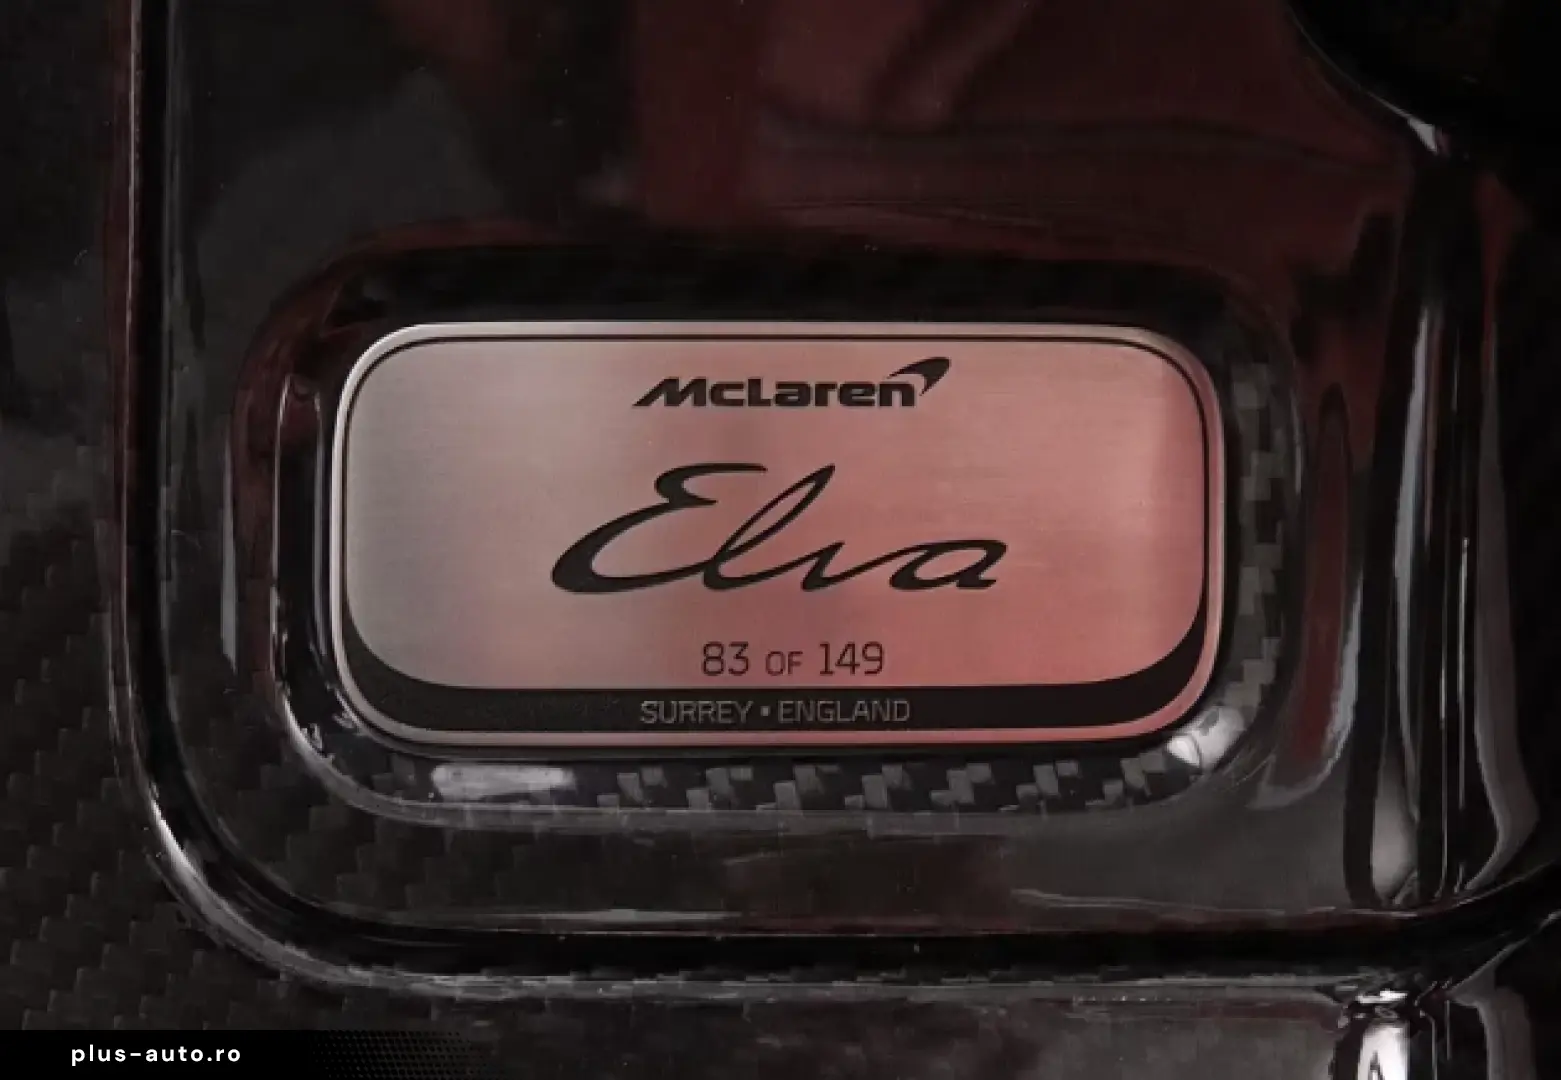 McLaren
Elva
83 OF 149
SURREY • ENGLAND
plus-auto.ro